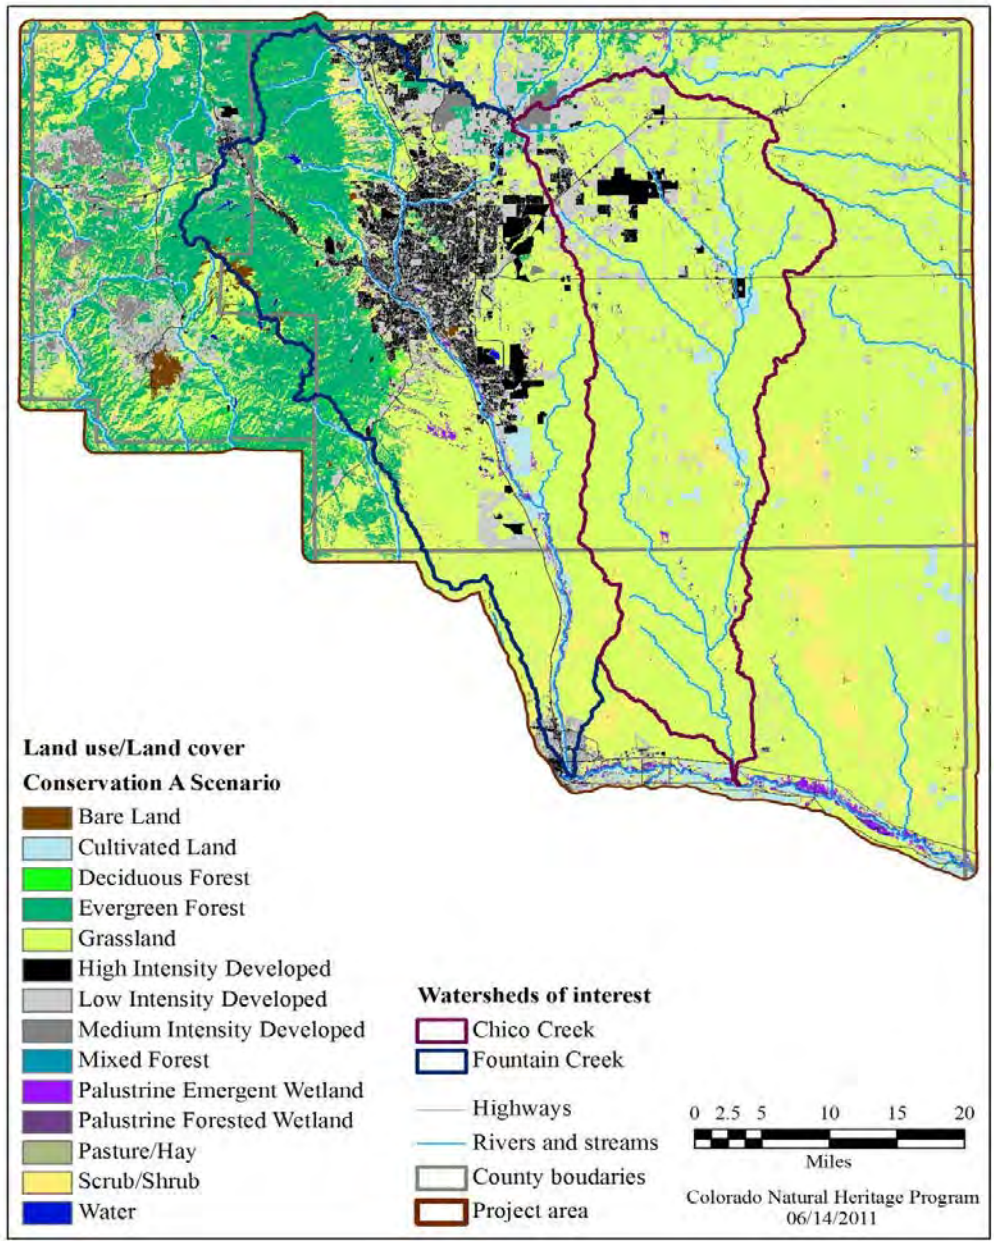 Land use/Land cover
Conservation A Scenario
Bare Land
Cultivated Land
Deciduous Forest
Evergreen Forest
Grassland
High Intensity Developed
Low Intensity Developed
Medium Intensity Developed
Mixed Forest
Palustrine Emergent Wetland
Palustrine Forested Wetland
Pasture/Hay
Scrub/Shrub
Water
Watersheds of interest
Chico Creek
Fountain Creek
Highways
Rivers and streams
County boudaries
Project area
0 2.5 5 10 15 20
Miles
Colorado Natural Heritage Program
06/14/2011